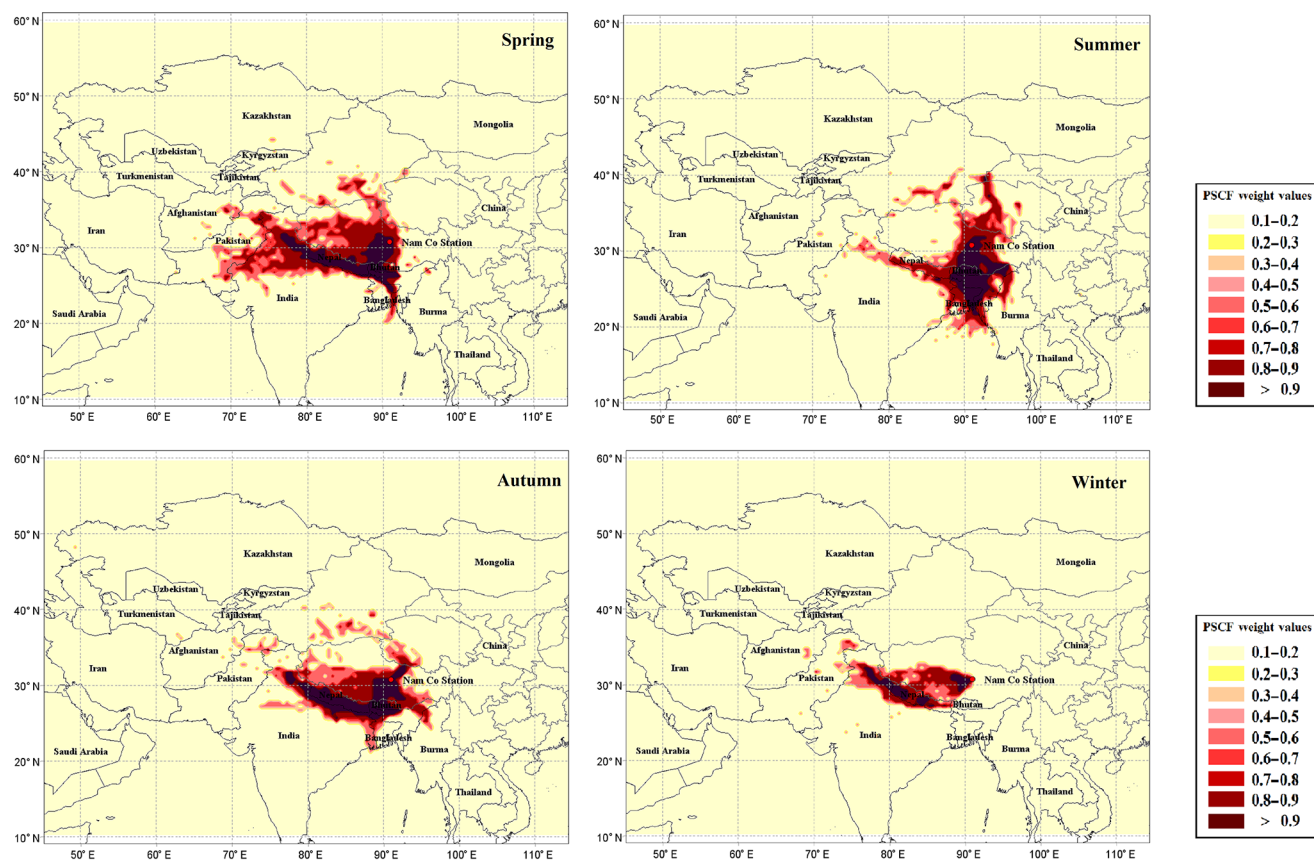 Spring
60° N
50° N
40° N
30° N
20° N
10° N
50° E
60° E
70° E
80° E
90° E
100° E
110° E
Kazakhstan
Mongolia
Uzbekistan
Kyrgyzstan
Turkmenistan
Tajikistan
Afghanistan
China
Iran
Pakistan
Nam Co Station
Nepal
Bhutan
India
Bangladesh
Saudi Arabia
Burma
Thailand
Summer
60° N
50° N
40° N
30° N
20° N
10° N
50° E
60° E
70° E
80° E
90° E
100° E
110° E
Kazakhstan
Mongolia
Uzbekistan
Kyrgyzstan
Turkmenistan
Tajikistan
Afghanistan
China
Iran
Pakistan
Nam Co Station
Nepal
Bhutan
India
Bangladesh
Saudi Arabia
Burma
Thailand
PSCF weight values
0.1–0.2
0.2–0.3
0.3–0.4
0.4–0.5
0.5–0.6
0.6–0.7
0.7–0.8
0.8–0.9
> 0.9
Autumn
60° N
50° N
40° N
30° N
20° N
10° N
50° E
60° E
70° E
80° E
90° E
100° E
110° E
Kazakhstan
Mongolia
Uzbekistan
Kyrgyzstan
Turkmenistan
Tajikistan
Afghanistan
China
Iran
Pakistan
Nam Co Station
Bhutan
India
Bangladesh
Saudi Arabia
Burma
Thailand
Winter
60° N
50° N
40° N
30° N
20° N
10° N
50° E
60° E
70° E
80° E
90° E
100° E
110° E
Kazakhstan
Mongolia
Uzbekistan
Kyrgyzstan
Turkmenistan
Tajikistan
Afghanistan
China
Iran
Pakistan
Nam Co Station
Nepal
Bhutan
India
Bangladesh
Saudi Arabia
Burma
Thailand
PSCF weight values
0.1–0.2
0.2–0.3
0.3–0.4
0.4–0.5
0.5–0.6
0.6–0.7
0.7–0.8
0.8–0.9
> 0.9